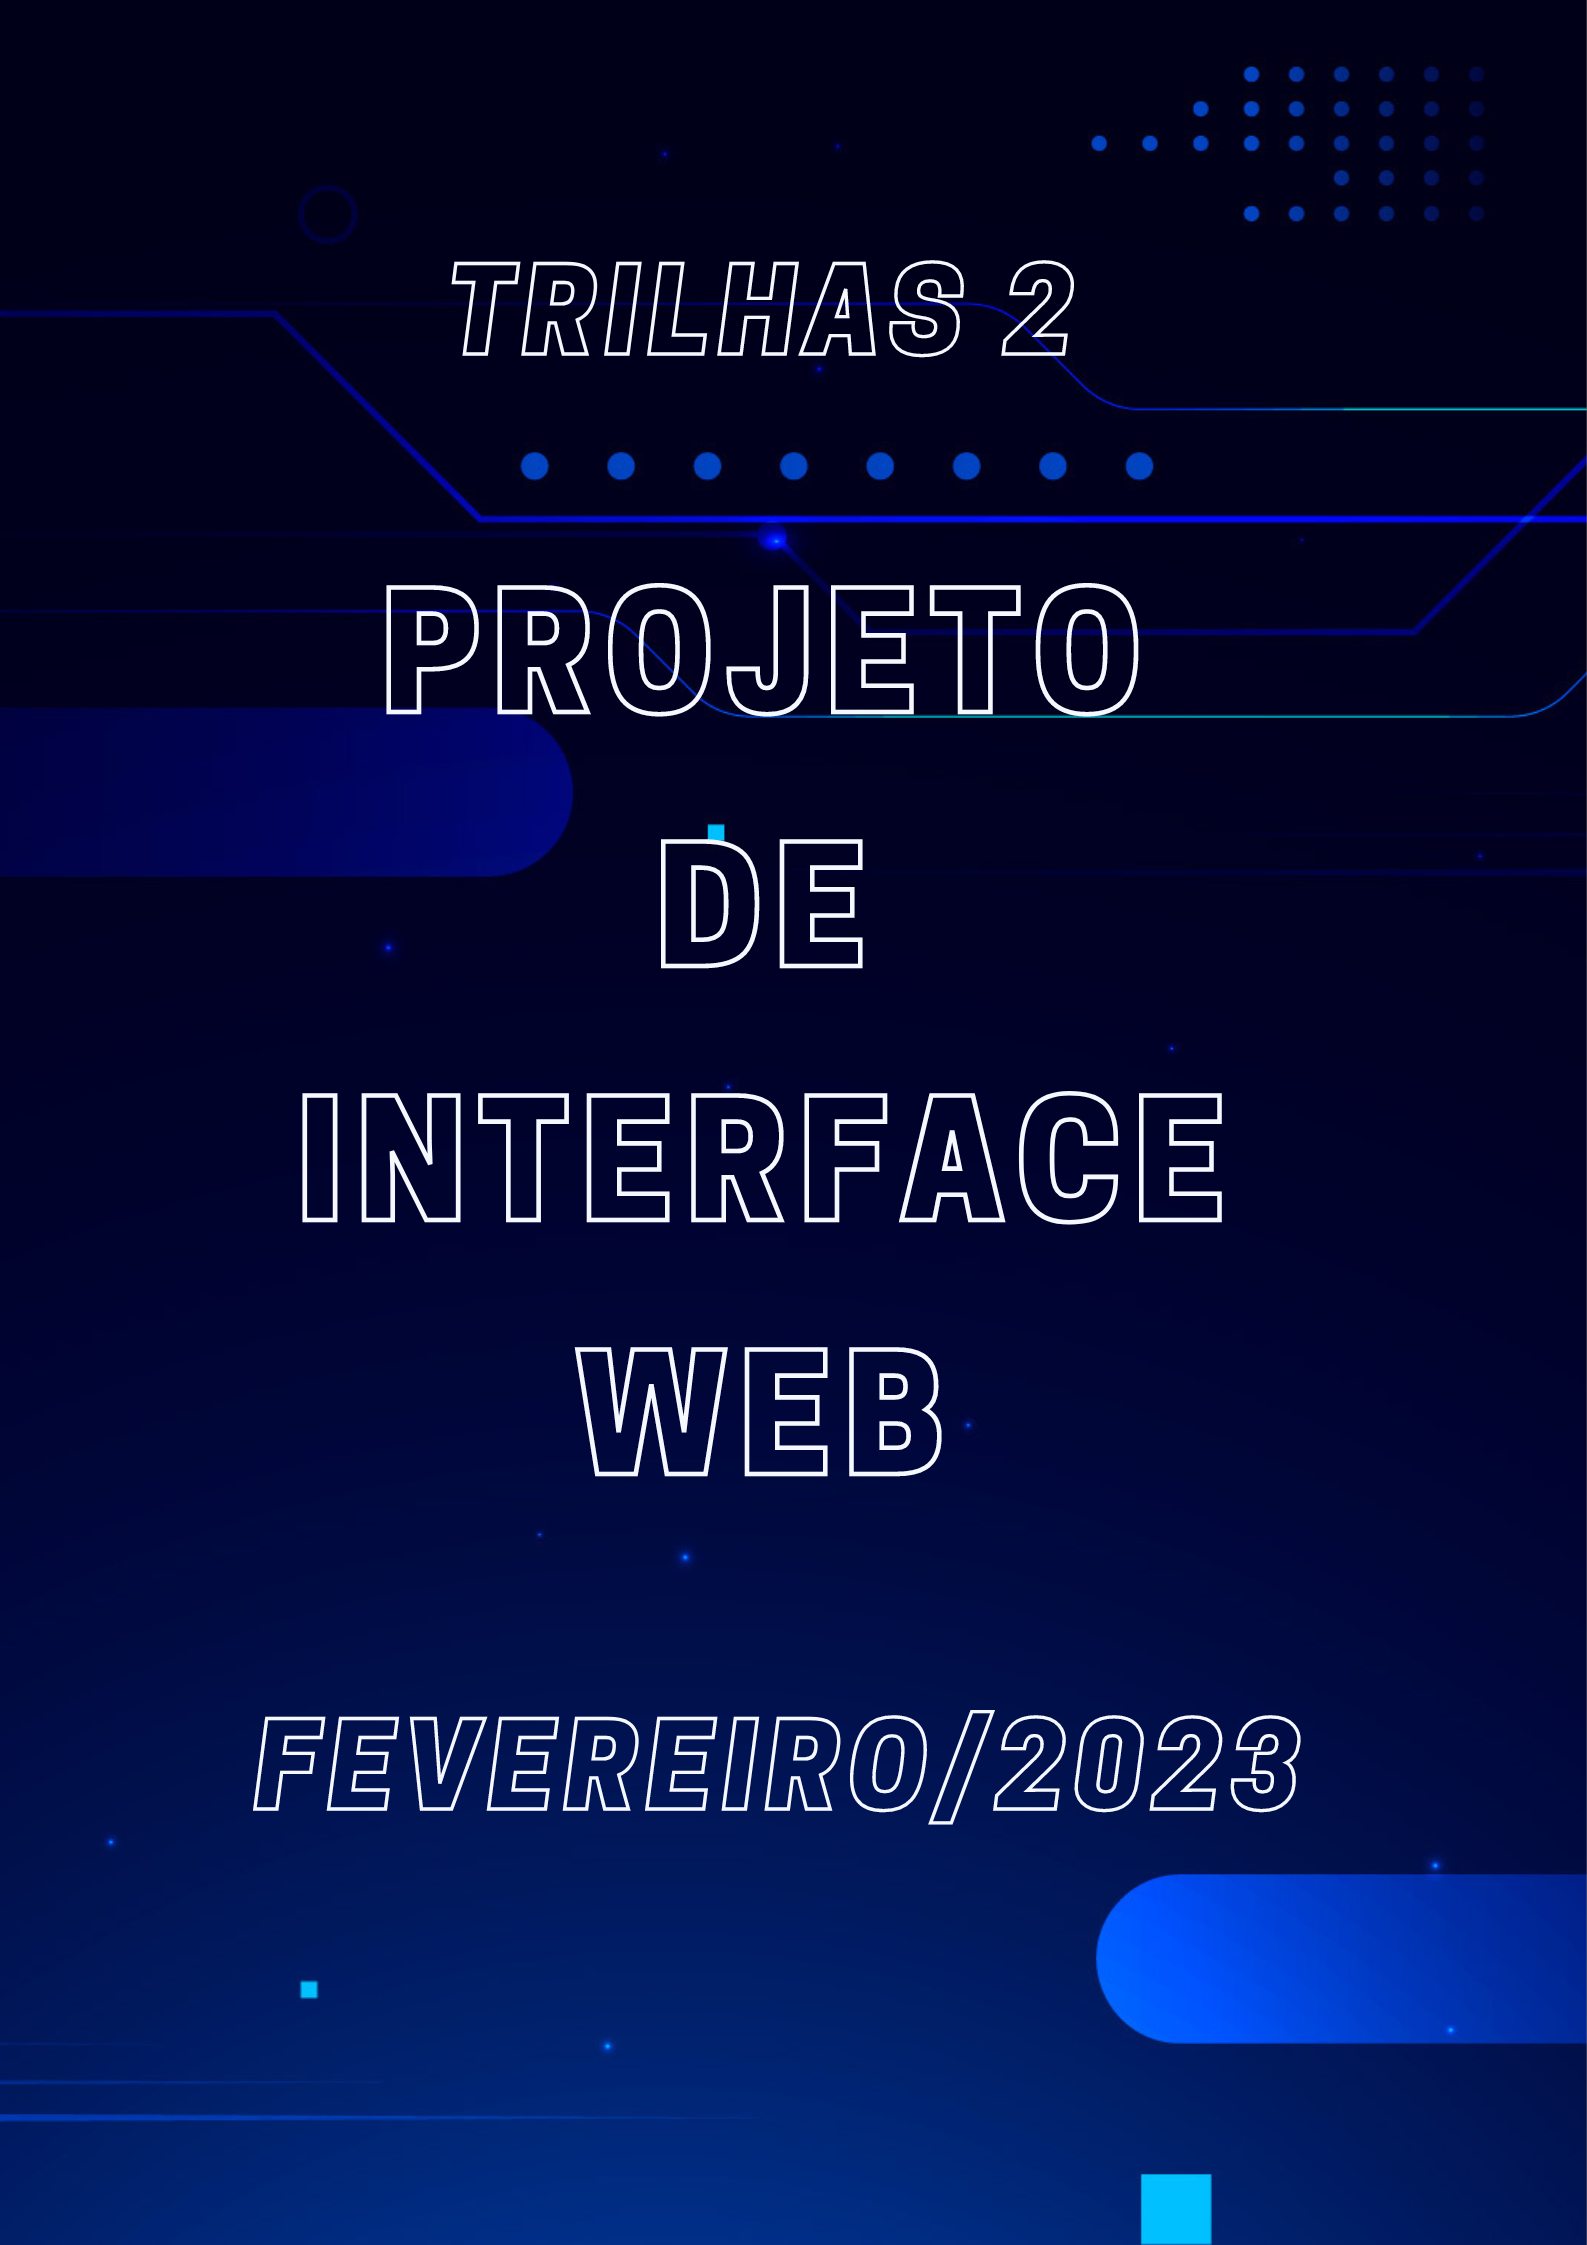 TRILHAS 2
PROJETO
DE
INTERFACE
WEB
FEVEREIRO/2023